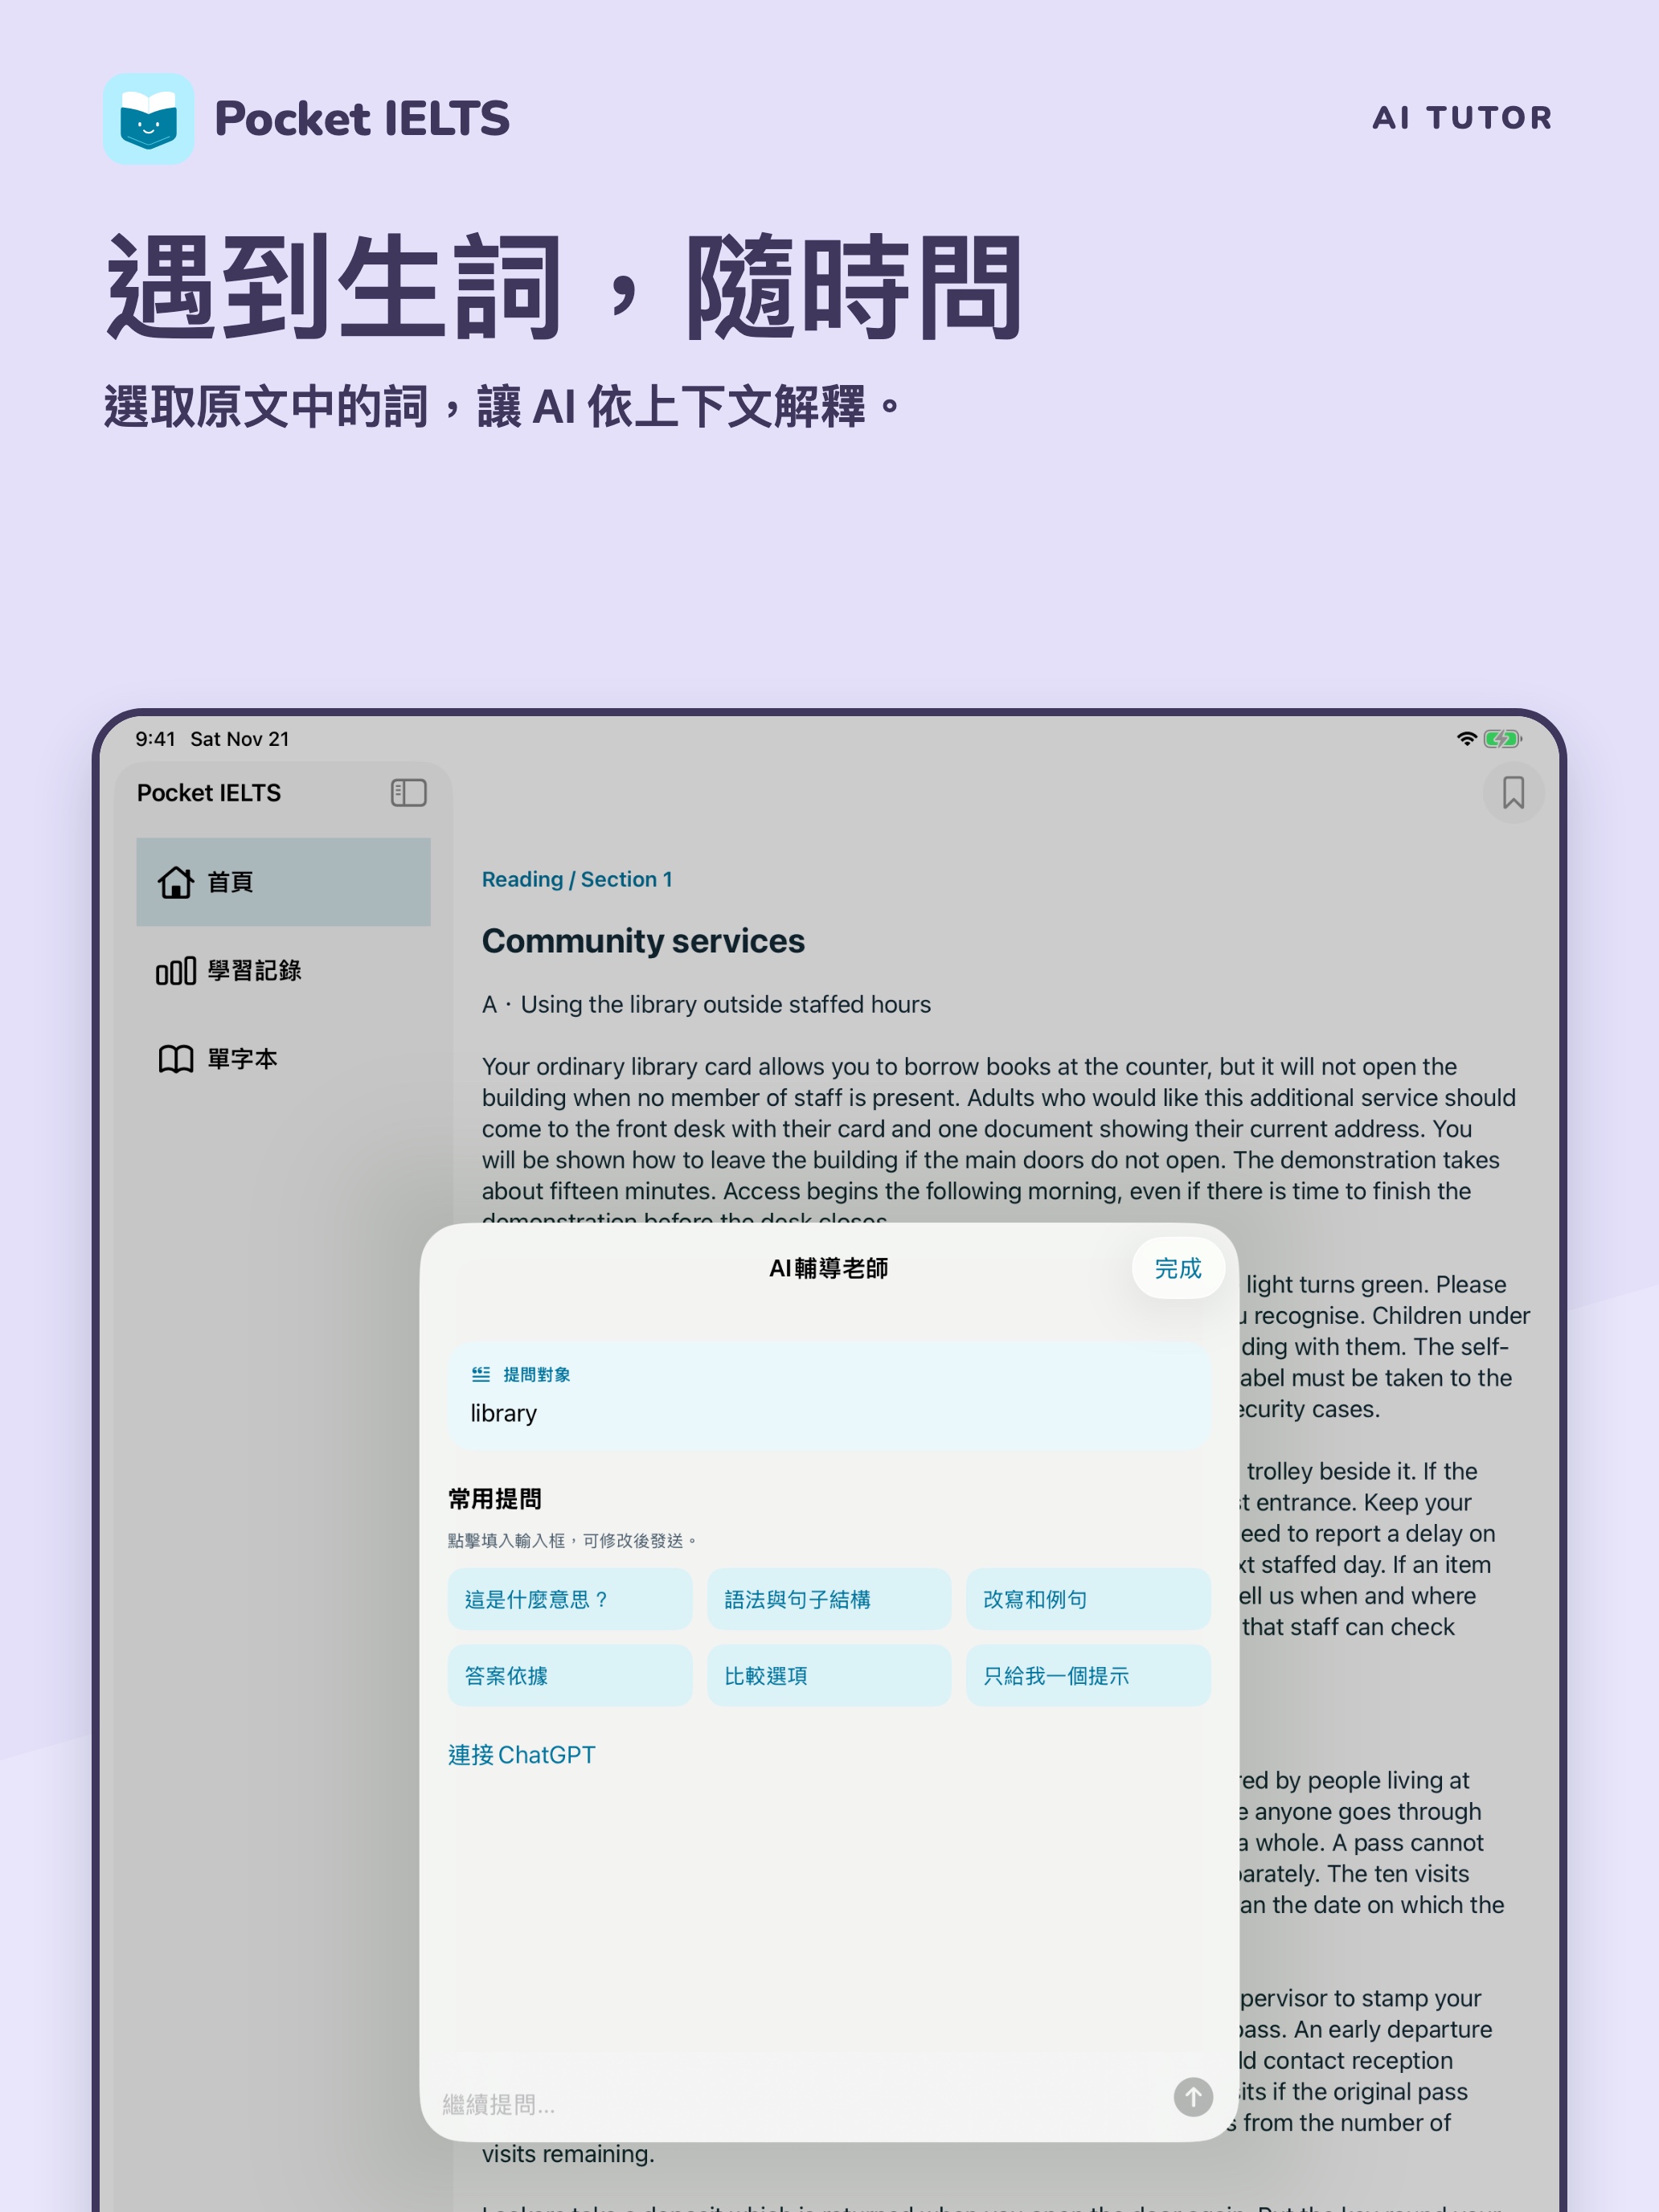 Pocket IELTS
AI TUTOR
遇到生詞，隨時問
選取原文中的詞，讓 AI 依上下文解釋。
9:41 Sat Nov 21
Pocket IELTS
首頁
學習記錄
單字本
Reading / Section 1
Community services
A · Using the library outside staffed hours
Your ordinary library card allows you to borrow books at the counter, but it will not open the
building when no member of staff is present. Adults who would like this additional service should
come to the front desk with their card and one document showing their current address. You
will be shown how to leave the building if the main doors do not open. The demonstration takes
about fifteen minutes. Access begins the following morning, even if there is time to finish the
demonstration before the desk closes.
light turns green. Please
recognise. Children under
with them. The self-
must be taken to the
cases.
trolley beside it. If the
entrance. Keep your
to report a delay on
staffed day. If an item
us when and where
that staff can check
by people living at
anyone goes through
a whole. A pass cannot
The ten visits
the date on which the
to stamp your
An early departure
contact reception
if the original pass
from the number of
visits remaining.
AI輔導老師
完成
提問對象
library
常用提問
點擊填入輸入框，可修改後發送。
這是什麼意思？
語法與句子結構
改寫和例句
答案依據
比較選項
只給我一個提示
連接 ChatGPT
繼續提問...